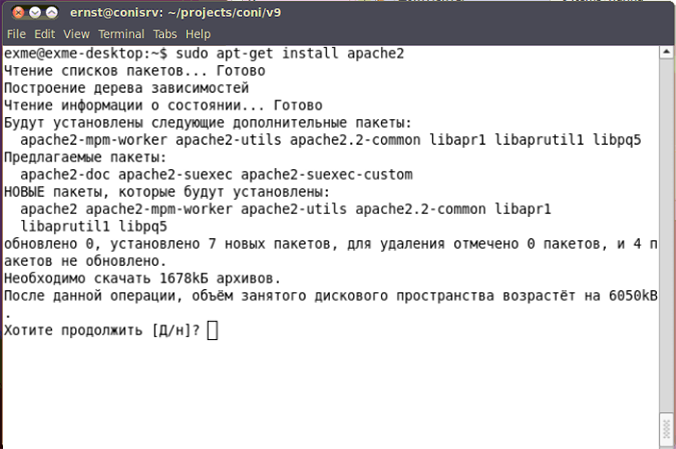 ernst@conisrv: ~/projects/coni/v9
File Edit View Terminal Tabs Help
exme@exme-desktop:~$ sudo apt-get install apache2
Чтение списков пакетов... Готово
Построение дерева зависимостей
Чтение информации о состоянии... Готово
Будут установлены следующие дополнительные пакеты:
apache2-mpm-worker apache2-utils apache2.2-common libapr1 libaprutil1 libpq5
Предлагаемые пакеты:
apache2-doc apache2-suexec apache2-suexec-custom
НОВЫЕ пакеты, которые будут установлены:
apache2 apache2-mpm-worker apache2-utils apache2.2-common libapr1
libaprutil1 libpq5
обновлено 0, установлено 7 новых пакетов, для удаления отмечено 0 пакетов, и 4 п
акетов не обновлено.
Необходимо скачать 1678kБ архивов.
После данной операции, объём занятого дискового пространства возрастёт на 6050kB
.
Хотите продолжить [Д/н]?